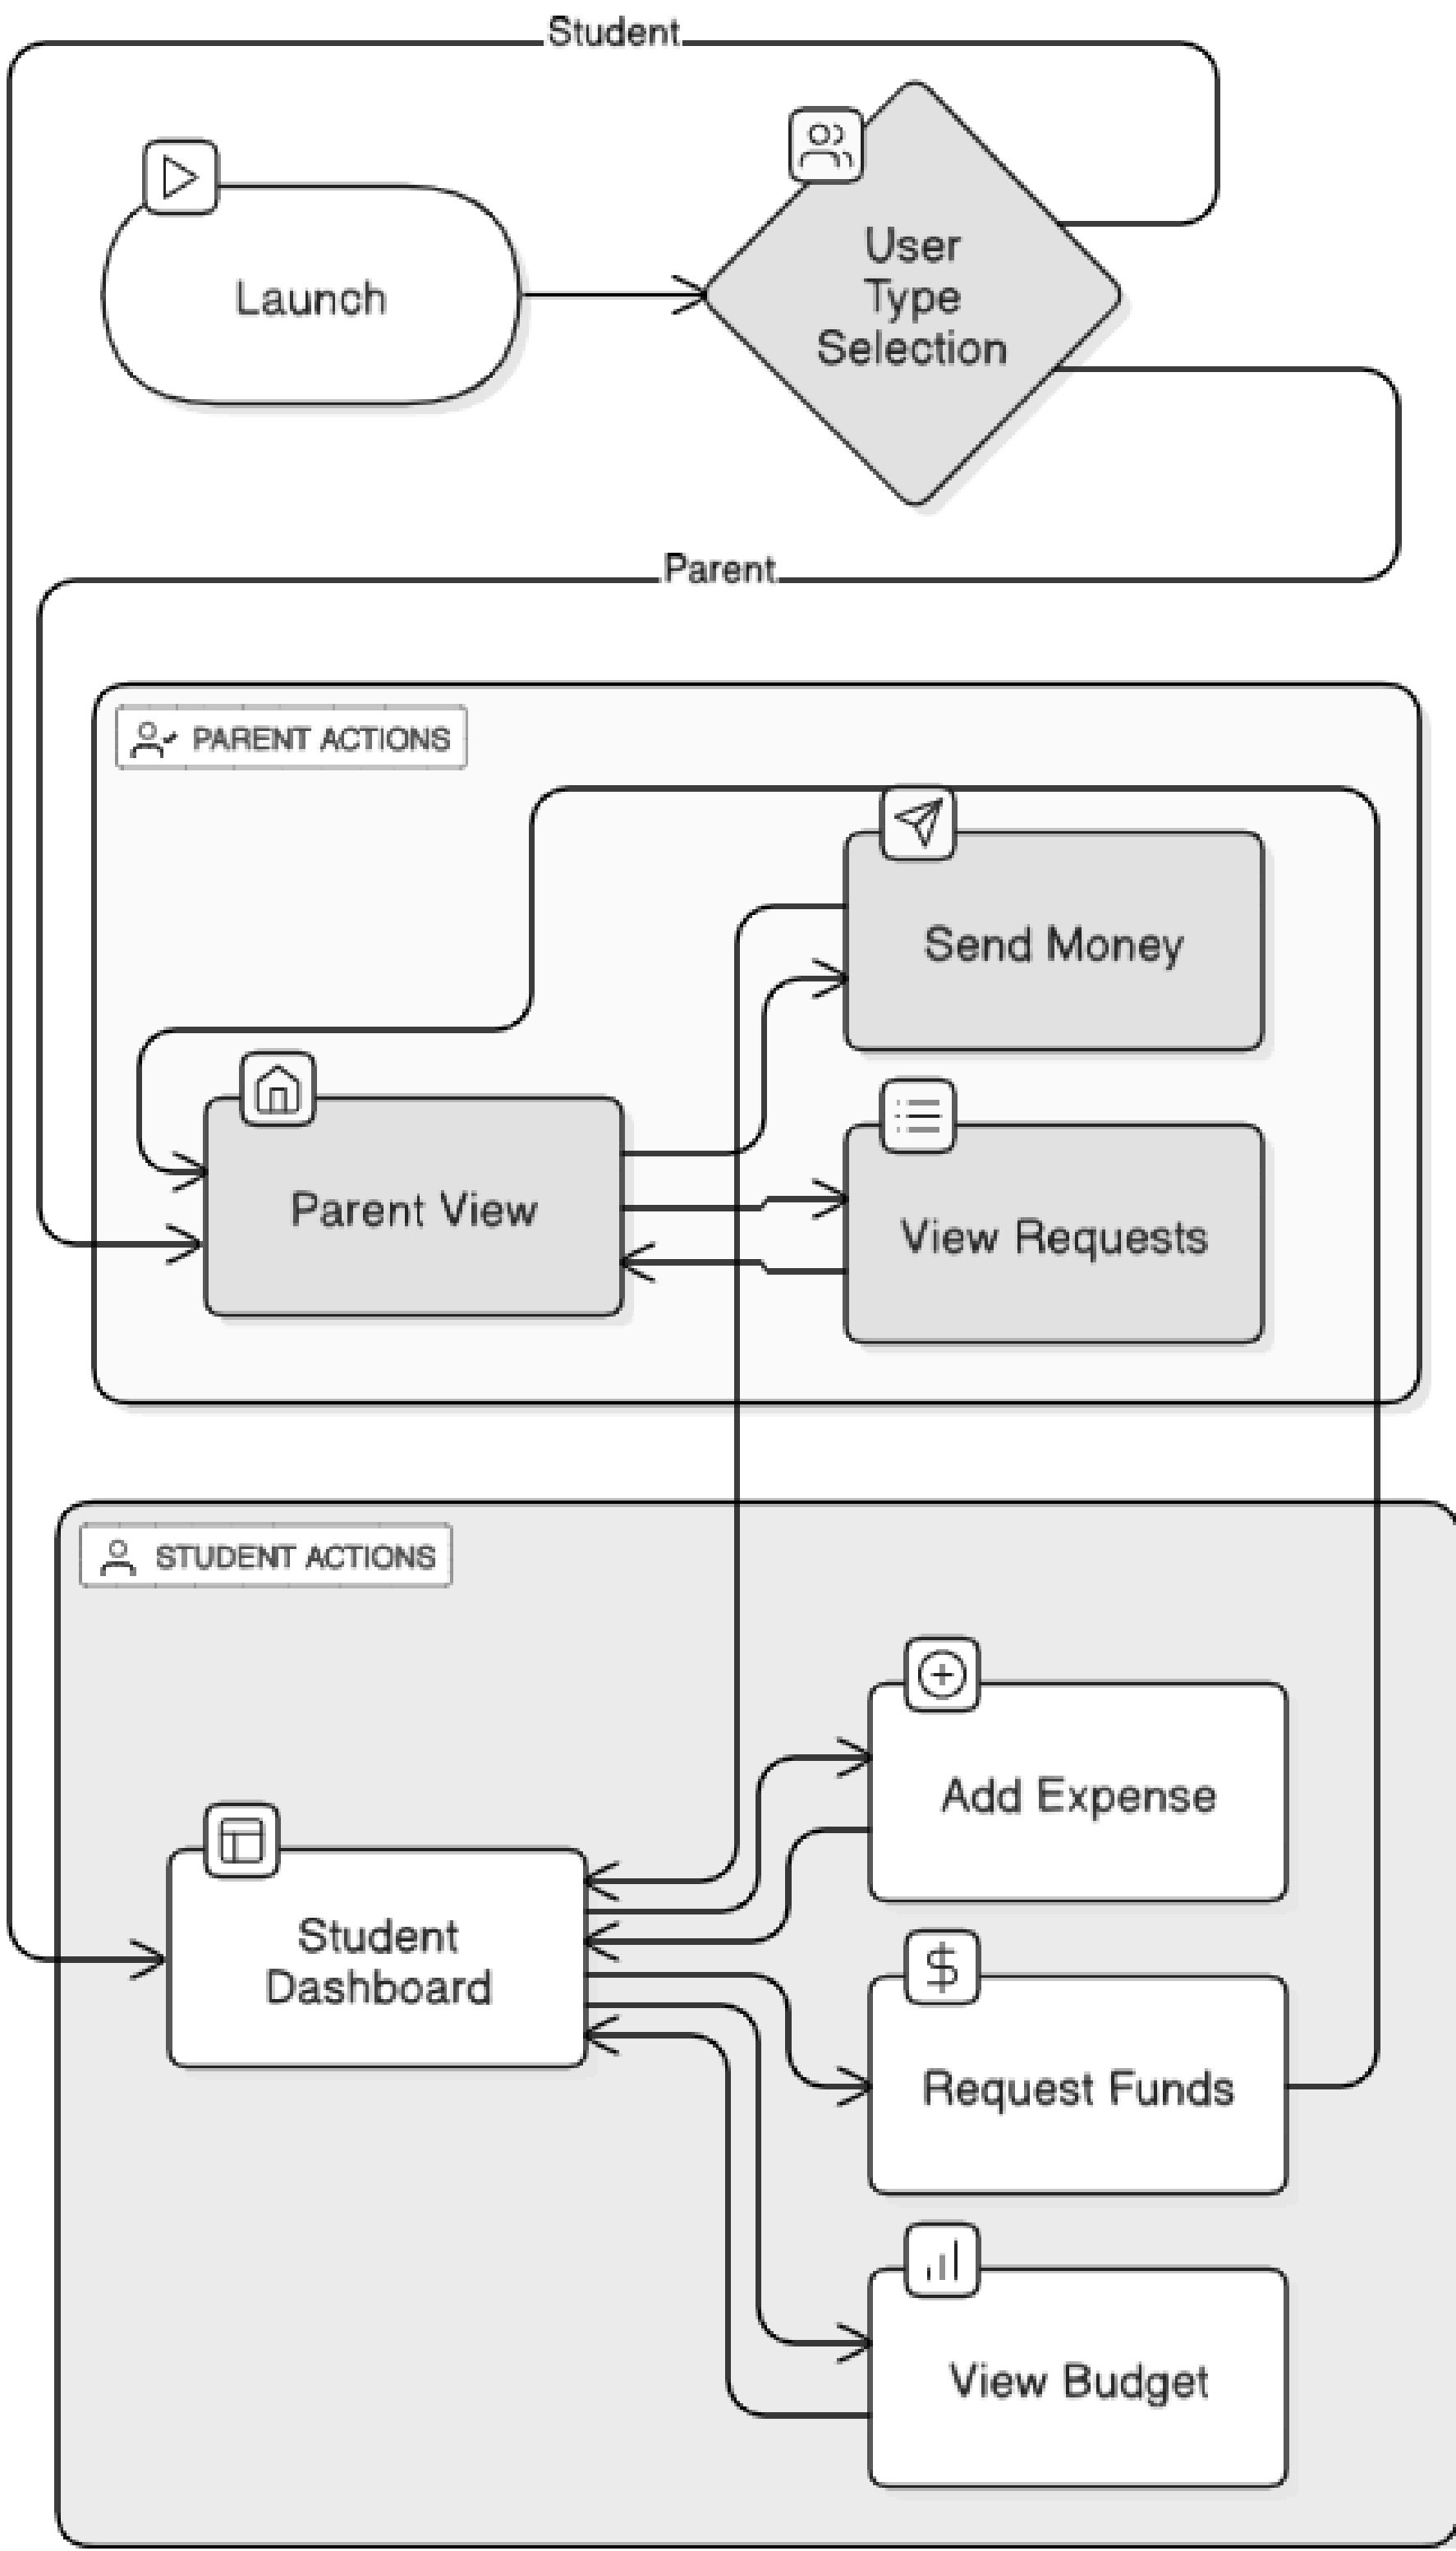 Student
Launch
User
Type
Selection
Parent
PARENT ACTIONS
Send Money
Parent View
View Requests
STUDENT ACTIONS
Add Expense
Student
Dashboard
Request Funds
View Budget